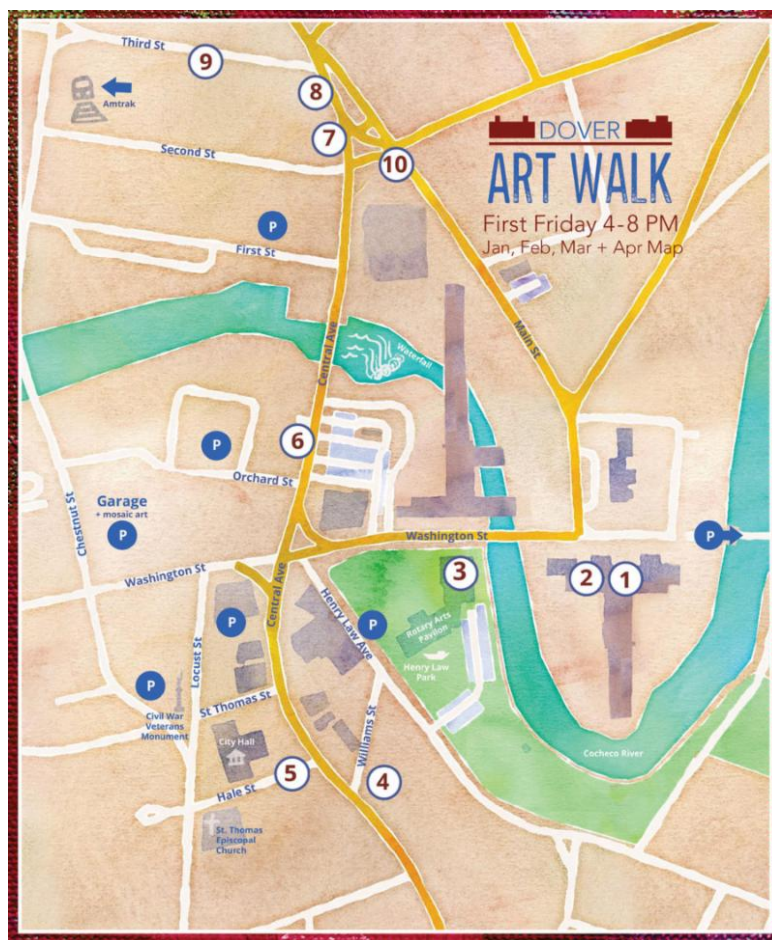 Third St
9
Amtrak
8
7
DOVER
ART WALK
First Friday 4-8 PM
Jan, Feb, Mar + Apr Map
Second St
10
P
First St
Central Ave
Waterfall
Main St
6
P
Orchard St
Chestnut St
Garage
+ mosaic art
P
Washington St
P
Washington St
3
2
1
Central Ave
Henry Law Ave
P
P
Rotary Arts
Pavilion
Henry Law
Park
Locust St
P
St Thomas St
Civil War
Veterans
Monument
City Hall
Williams St
Cocheco River
5
4
Hale St
St. Thomas
Episcopal
Church